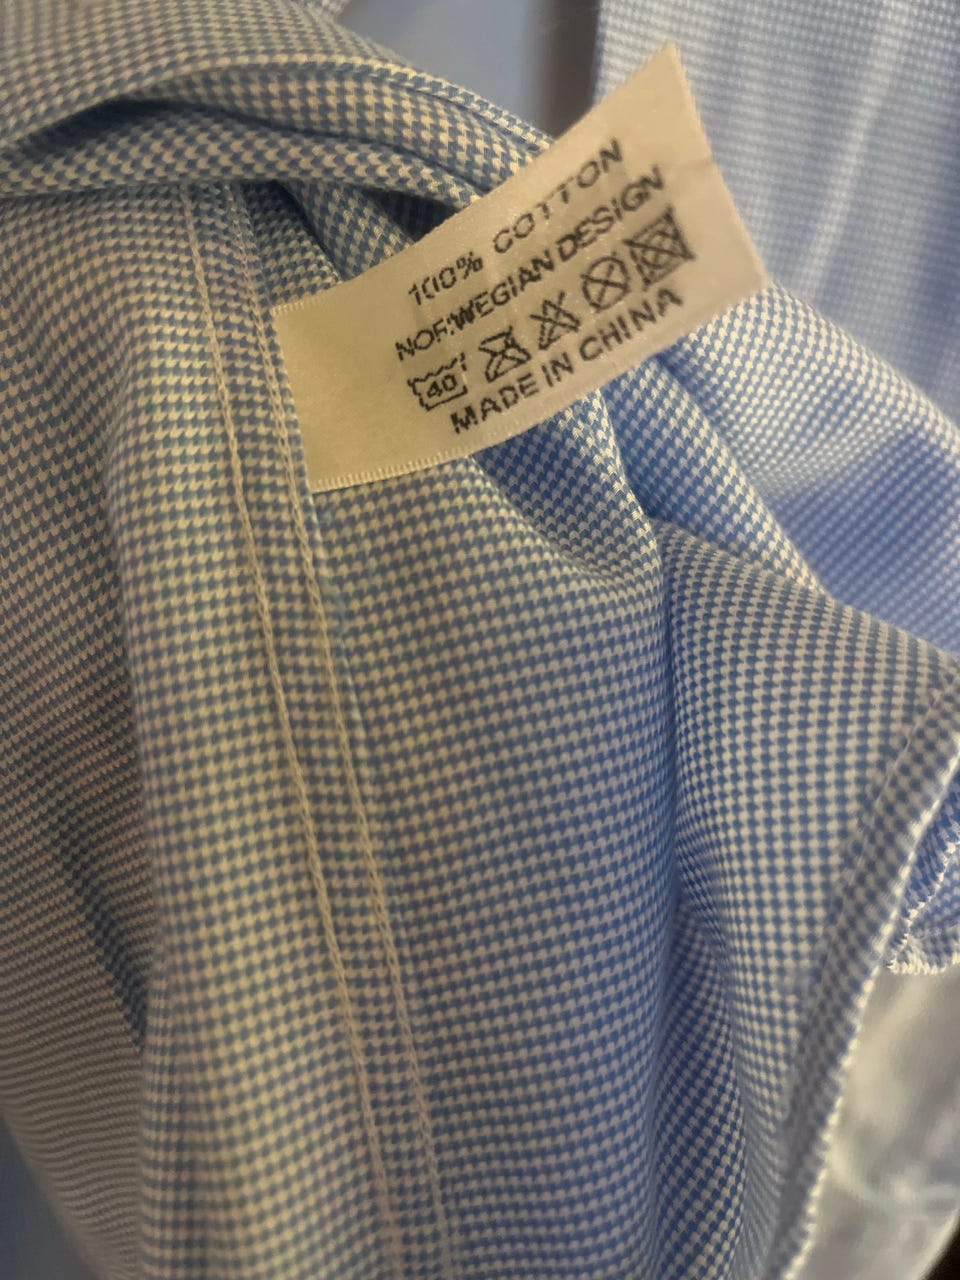 100% COTTON
NORWEGIAN DESIGN
40
MADE IN CHINA